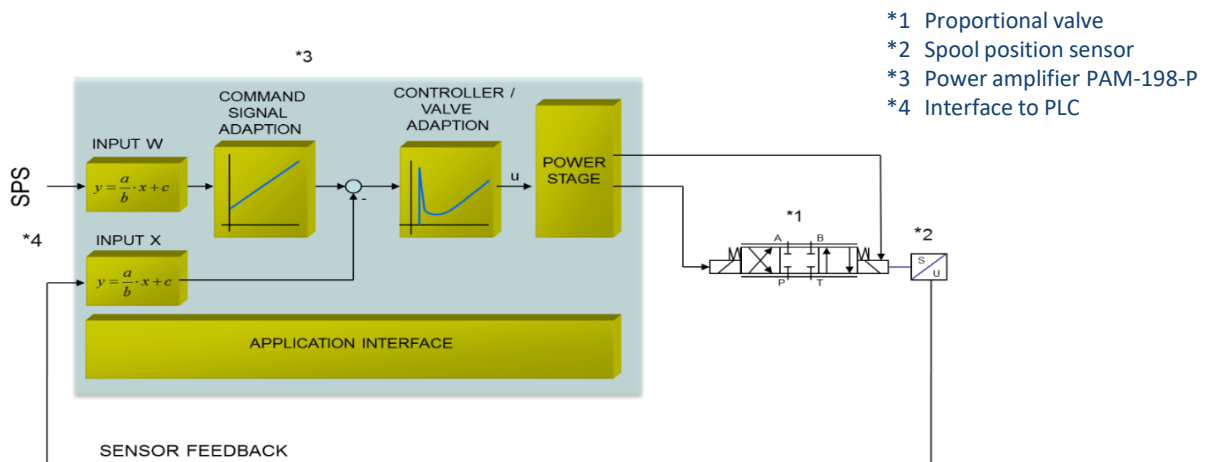 *1 Proportional valve
*2 Spool position sensor
*3 Power amplifier PAM-198-P
*4 Interface to PLC
*3
COMMAND
SIGNAL
ADAPTION
CONTROLLER /
VALVE
ADAPTION
INPUT W
y = a/b · x + c
POWER
STAGE
SPS
u
-
*4
INPUT X
y = a/b · x + c
*1
*2
A B
P T
S
U
APPLICATION INTERFACE
SENSOR FEEDBACK